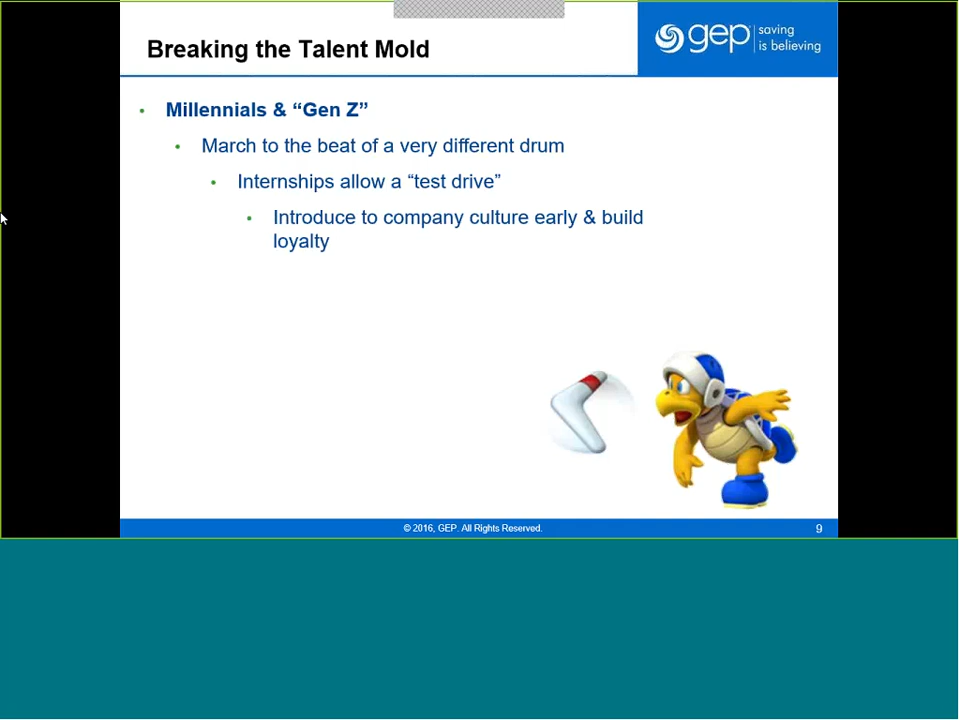 Breaking the Talent Mold
gep
saving
is believing
• Millennials & “Gen Z”
• March to the beat of a very different drum
• Internships allow a “test drive”
• Introduce to company culture early & build
loyalty
© 2016, GEP. All Rights Reserved.
9